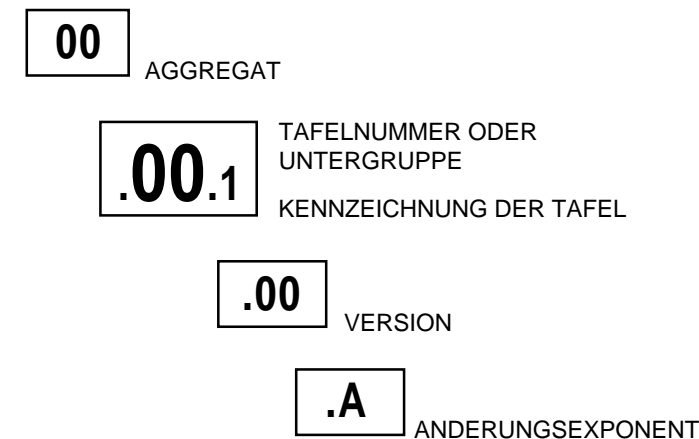 00
AGGREGAT
.00.1
TAFELNUMMER ODER
UNTERGRUPPE
KENNZEICHNUNG DER TAFEL
.00
VERSION
.A
ANDERUNGSEXPONENT